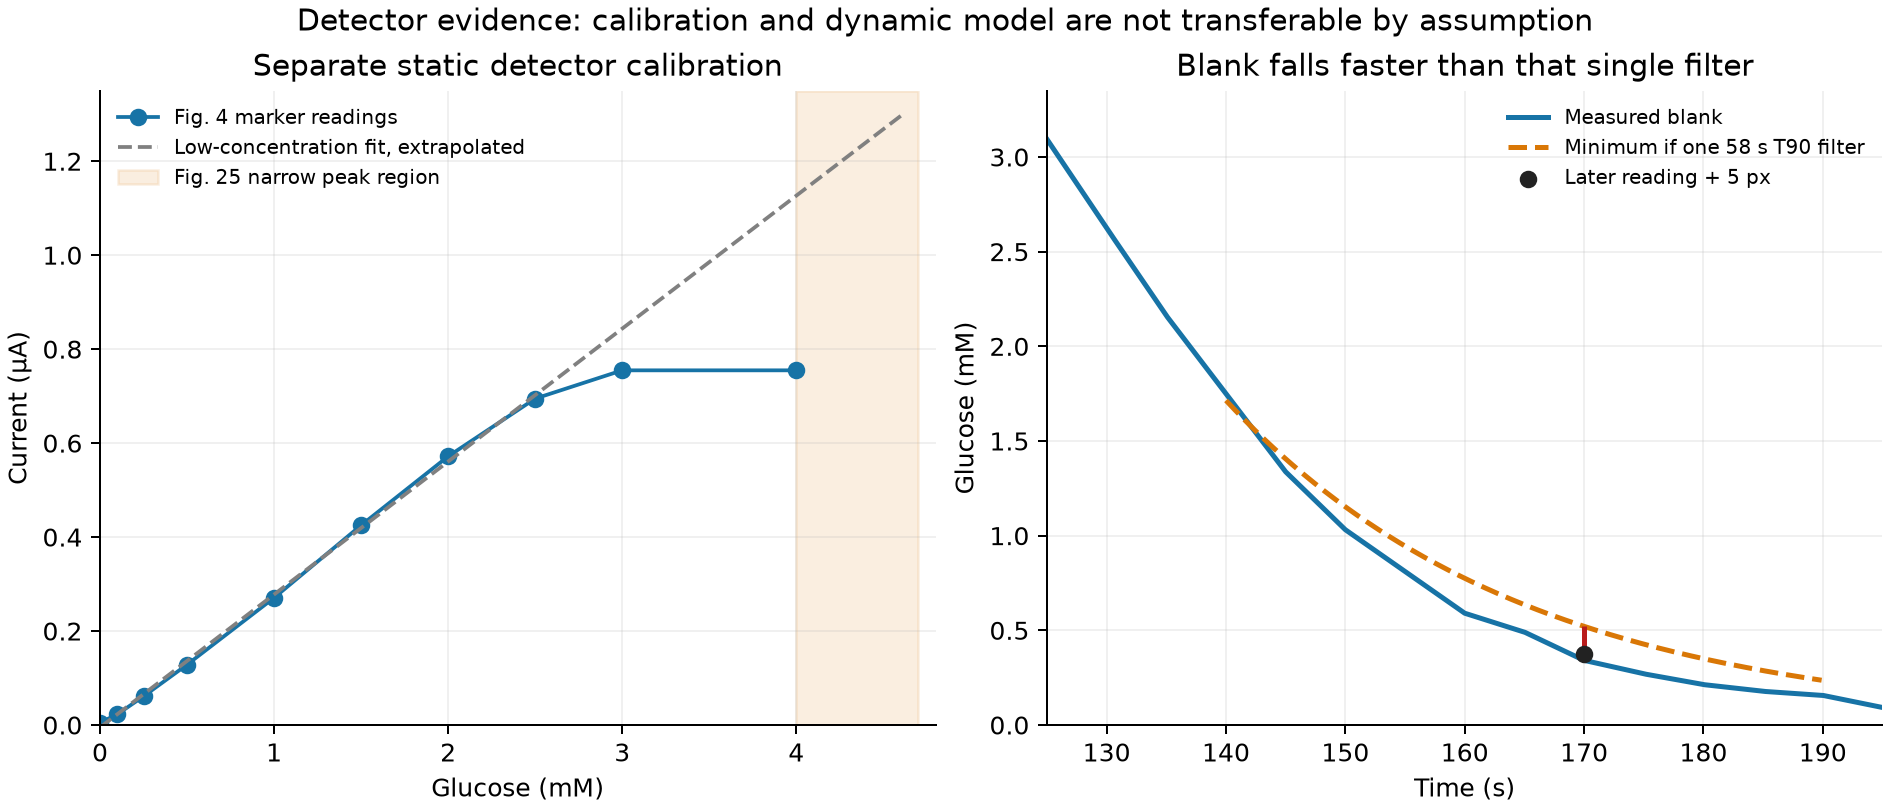 Detector evidence: calibration and dynamic model are not transferable by assumption
Separate static detector calibration
Fig. 4 marker readings
Low-concentration fit, extrapolated
Fig. 25 narrow peak region
Current (µA)
1.2
1.0
0.8
0.6
0.4
0.2
0.0
0
1
2
3
4
Glucose (mM)
Blank falls faster than that single filter
Measured blank
Minimum if one 58 s T90 filter
Later reading + 5 px
Glucose (mM)
3.0
2.5
2.0
1.5
1.0
0.5
0.0
130
140
150
160
170
180
190
Time (s)